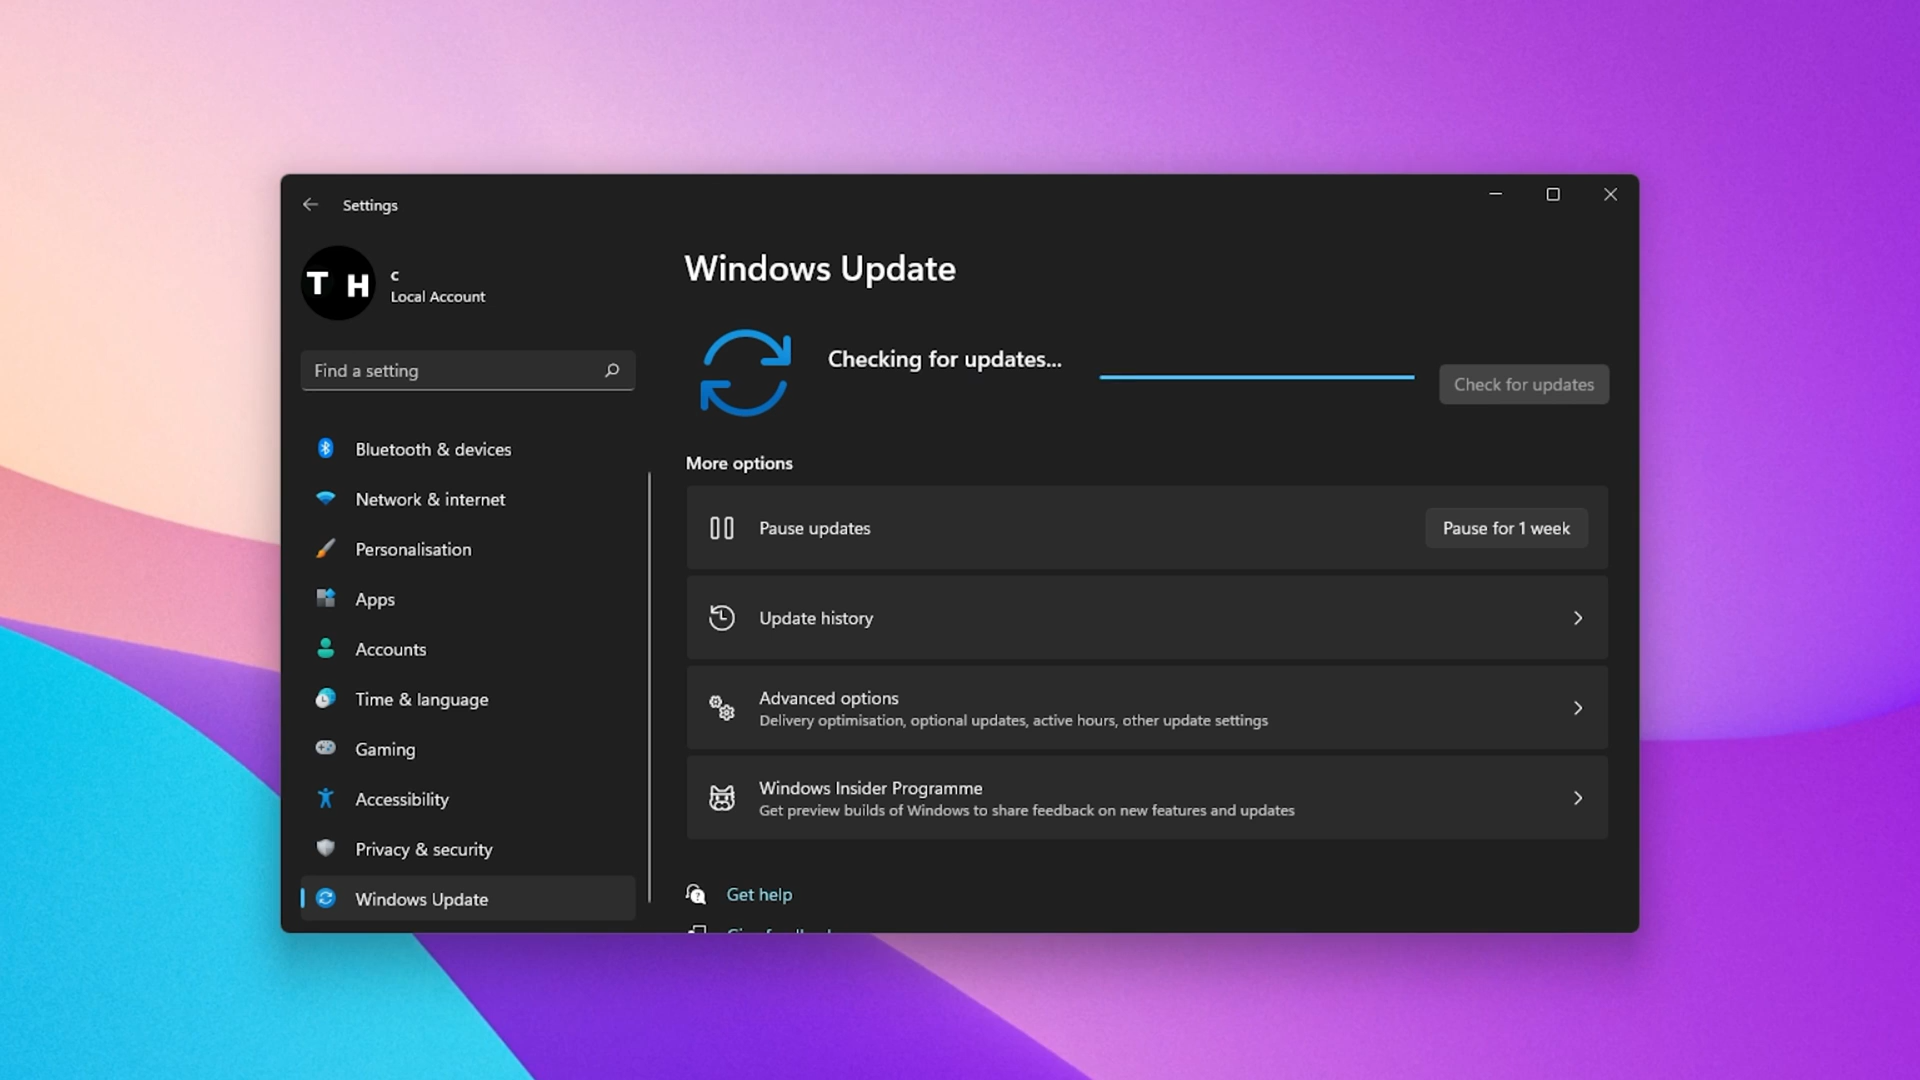 Settings
T H
c
Local Account
Find a setting
Bluetooth & devices
Network & internet
Personalisation
Apps
Accounts
Time & language
Gaming
Accessibility
Privacy & security
Windows Update
Windows Update
Checking for updates...
Check for updates
More options
Pause updates
Pause for 1 week
Update history
Advanced options
Delivery optimisation, optional updates, active hours, other update settings
Windows Insider Programme
Get preview builds of Windows to share feedback on new features and updates
Get help